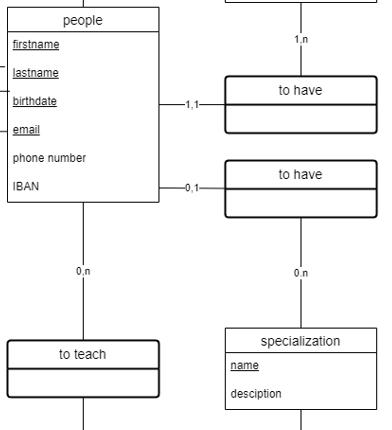 people
firstname
lastname
birthdate
email
phone number
IBAN
1,n
to have
1,1
to have
0,1
0,n
0,n
to teach
specialization
name
desciption